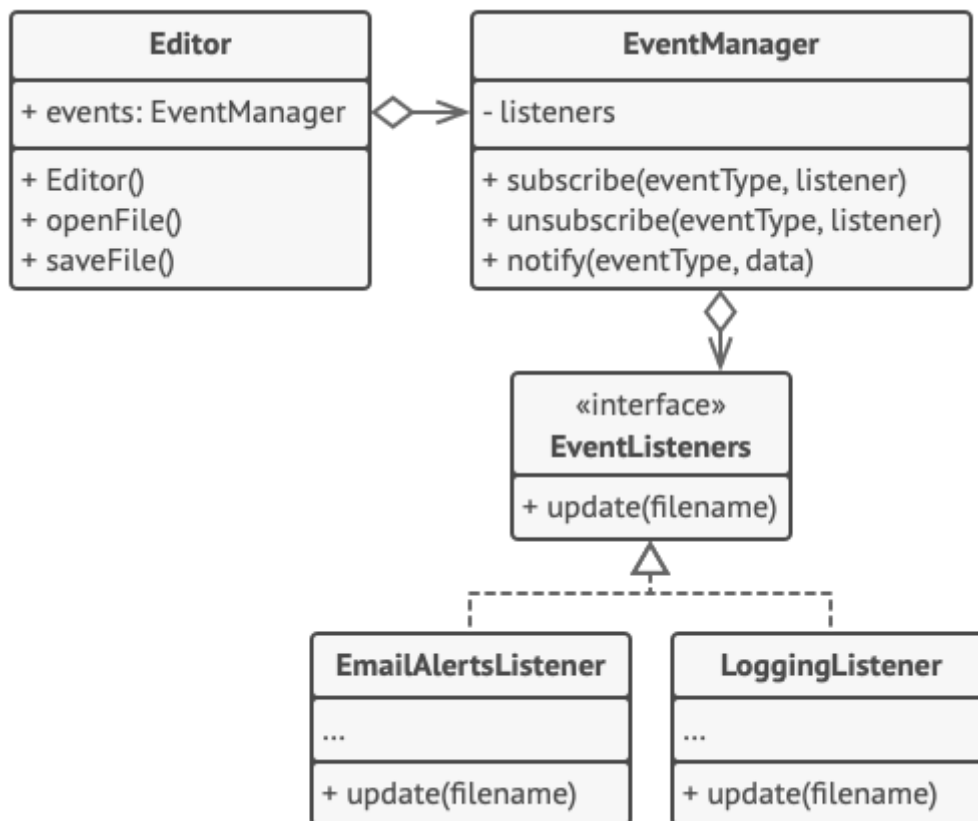 Editor
+ events: EventManager
+ Editor()
+ openFile()
+ saveFile()
EventManager
- listeners
+ subscribe(eventType, listener)
+ unsubscribe(eventType, listener)
+ notify(eventType, data)
«interface»
EventListeners
+ update(filename)
EmailAlertsListener
...
+ update(filename)
LoggingListener
...
+ update(filename)